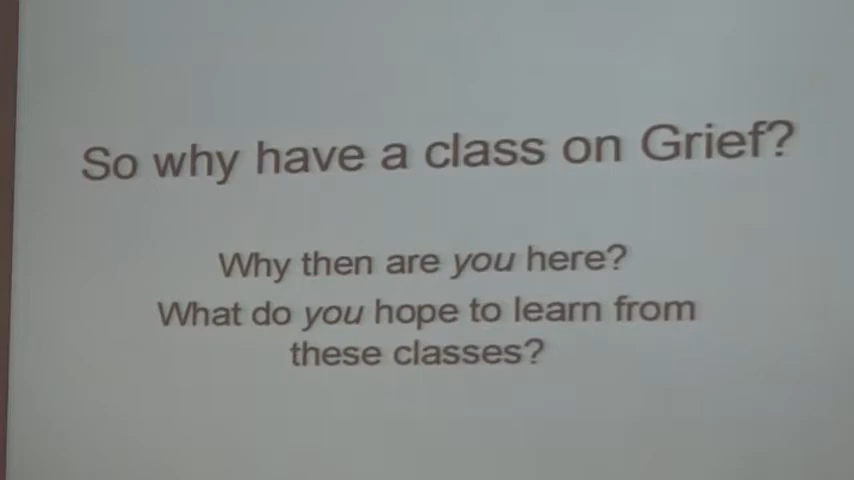 So why have a class on Grief?
Why then are you here?
What do you hope to learn from
these classes?